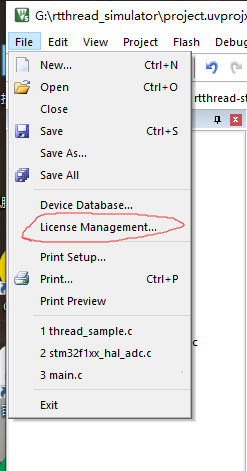 G:\rtthread_simulator\project.uvproj
File Edit View Project Flash
New... Ctrl+N
Open Ctrl+O
rtthread-st
Close
Save Ctrl+S
Save As...
Save All
Device Database...
License Management...
Print Setup...
Print... Ctrl+P
Print Preview
1 thread_sample.c
2 stm32f1xx_hal_adc.c
3 main.c
Exit